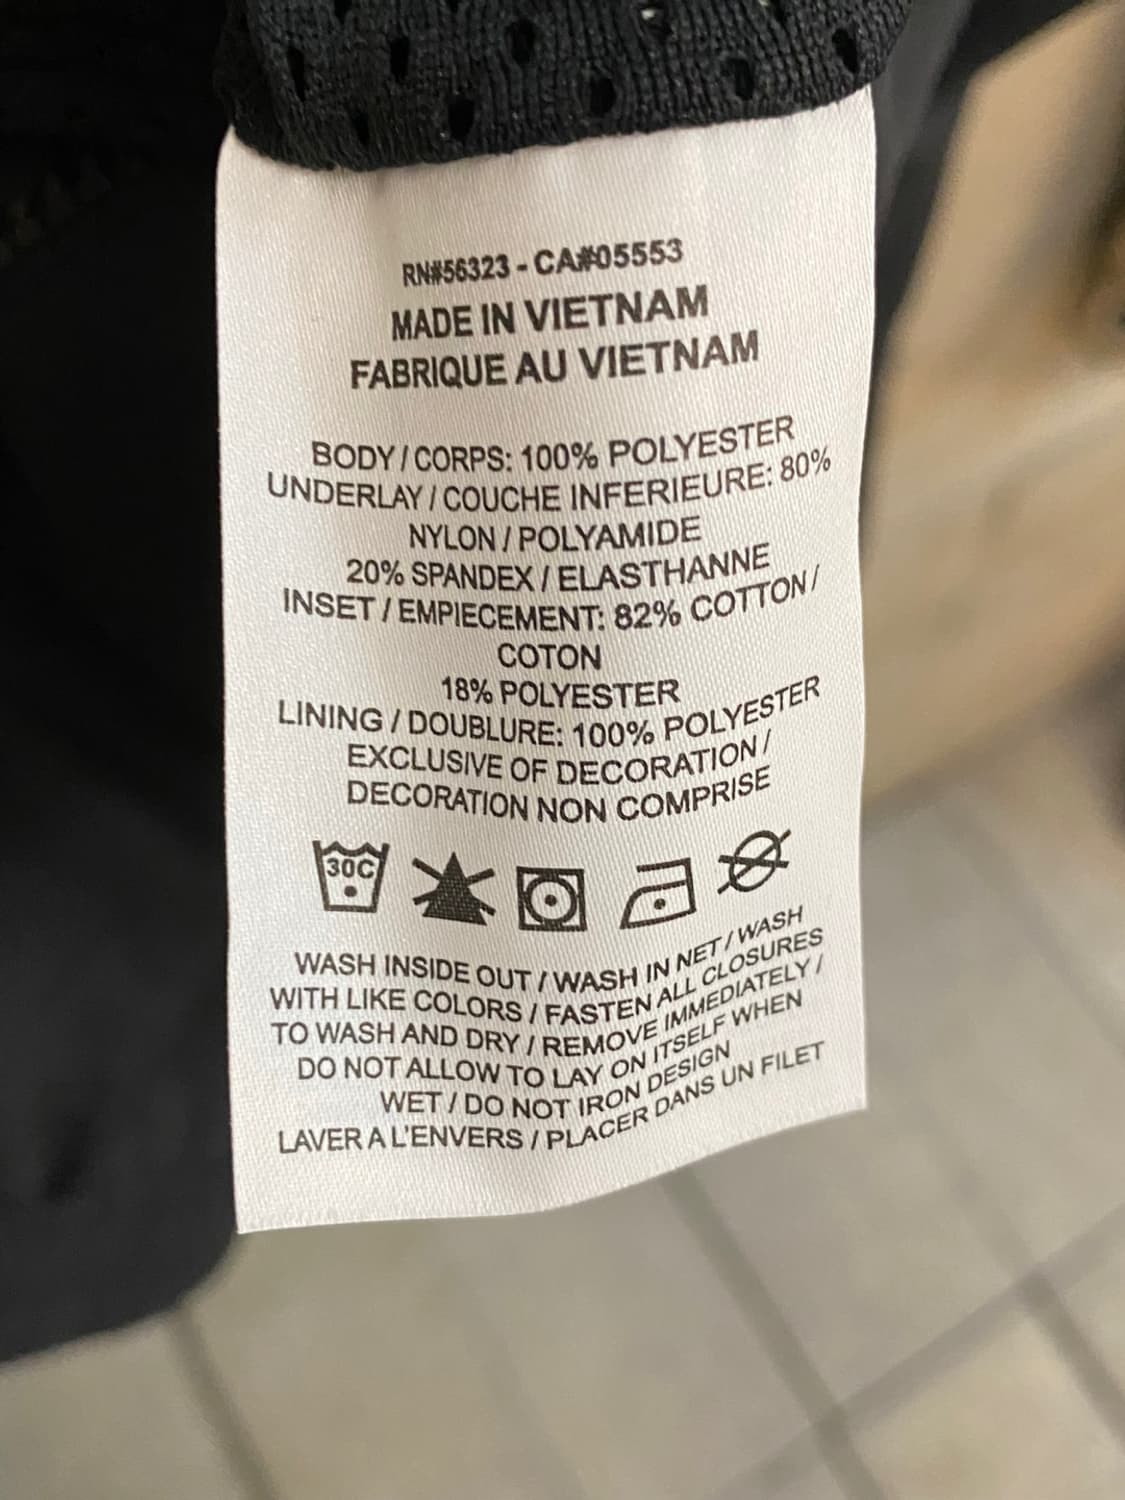 RN#56323 - CA#05553
MADE IN VIETNAM
FABRIQUE AU VIETNAM
BODY / CORPS: 100% POLYESTER
UNDERLAY / COUCHE INFERIEURE: 80%
NYLON / POLYAMIDE
20% SPANDEX / ELASTHANNE
INSET / EMPIECEMENT: 82% COTTON /
COTON
18% POLYESTER
LINING / DOUBLURE: 100% POLYESTER
EXCLUSIVE OF DECORATION /
DECORATION NON COMPRISE
30C
WASH INSIDE OUT / WASH IN NET / WASH
WITH LIKE COLORS / FASTEN ALL CLOSURES
TO WASH AND DRY / REMOVE IMMEDIATELY /
DO NOT ALLOW TO LAY ON ITSELF WHEN
WET / DO NOT IRON DESIGN
LAVER A L'ENVERS / PLACER DANS UN FILET